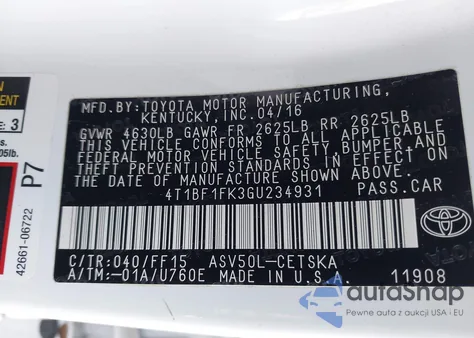 MFD. BY: TOYOTA MOTOR MANUFACTURING,
KENTUCKY, INC. 04/16
GVWR 4630LB GAWR FR 2625LB RR 2625LB
THIS VEHICLE CONFORMS TO ALL APPLICABLE
FEDERAL MOTOR VEHICLE SAFETY, BUMPER, AND
THEFT PREVENTION STANDARDS IN EFFECT ON
THE DATE OF MANUFACTURE SHOWN ABOVE.
4T1BF1FK3GU234931 PASS.CAR
C/TR:040/FF15 ASV50L-CETSKA
A/TM:-01A/U760E MADE IN U.S.A. 11908
TOYOTA
: 3
05lb.
P7
42661-06722
autoSnap
Pewne auta z USA i EU